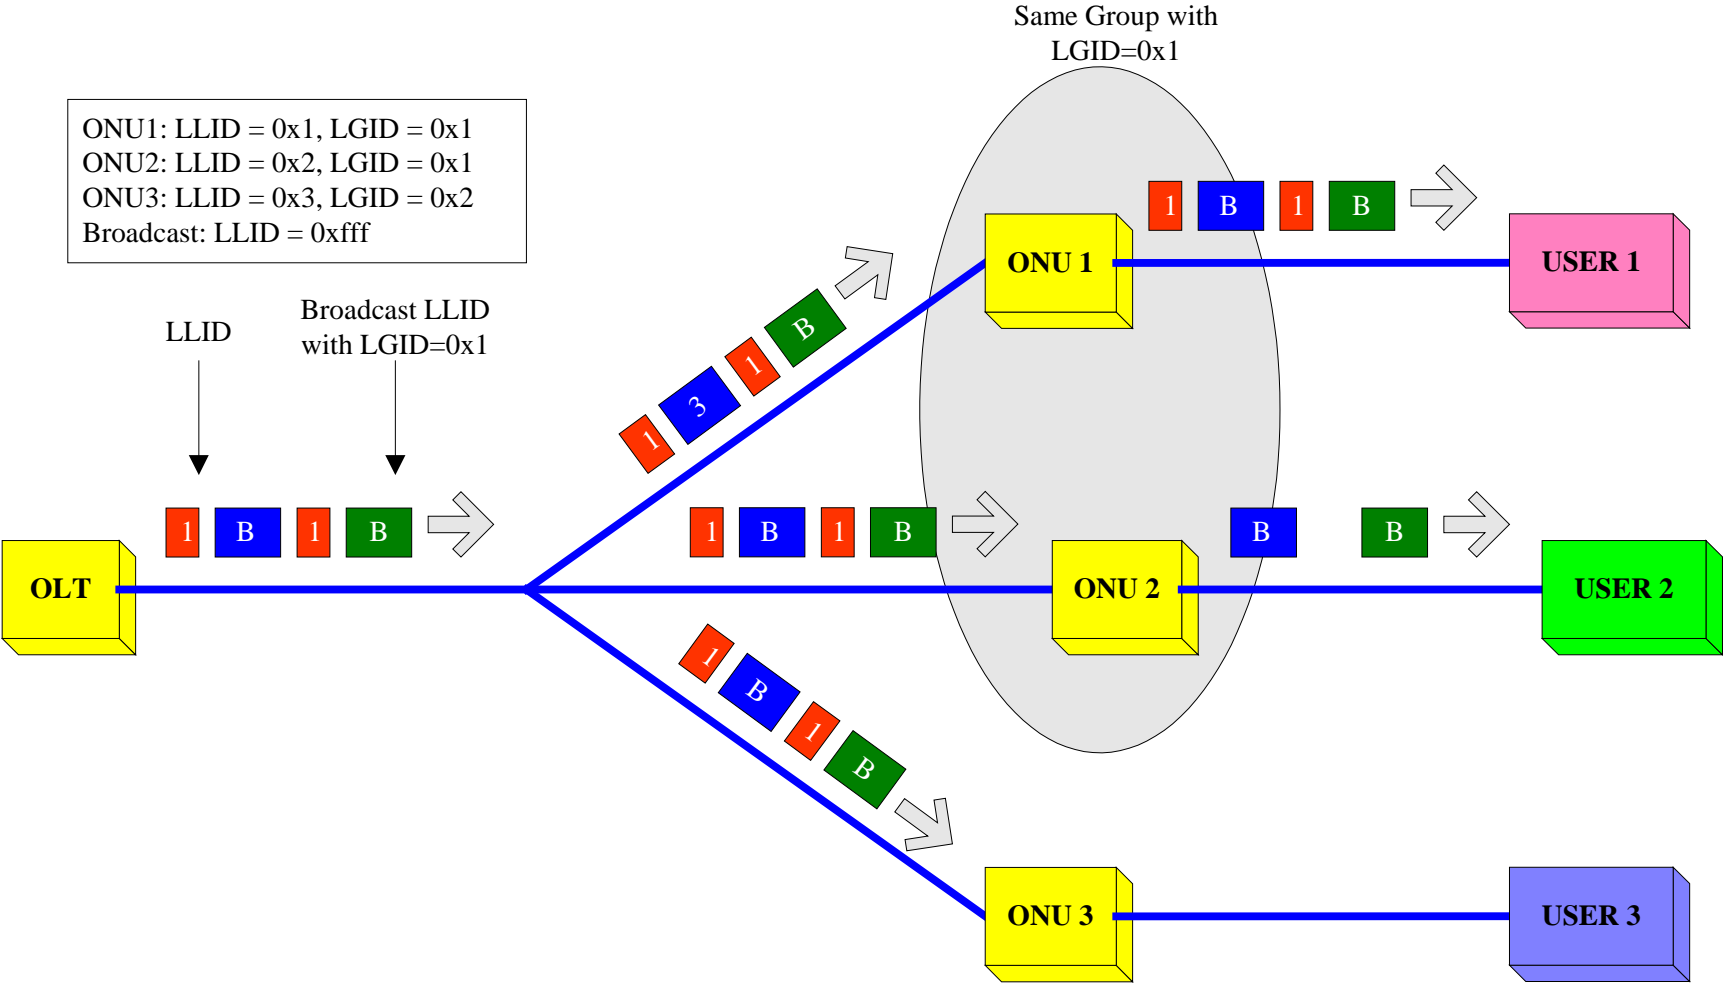 Same Group with
LGID=0x1
ONU1: LLID = 0x1, LGID = 0x1
ONU2: LLID = 0x2, LGID = 0x1
ONU3: LLID = 0x3, LGID = 0x2
Broadcast: LLID = 0xfff
1 B 1 B
ONU 1
USER 1
LLID
Broadcast LLID
with LGID=0x1
1 3 1 B
1 B 1 B
1 B 1 B
B B
OLT
ONU 2
USER 2
1 B 1 B
ONU 3
USER 3